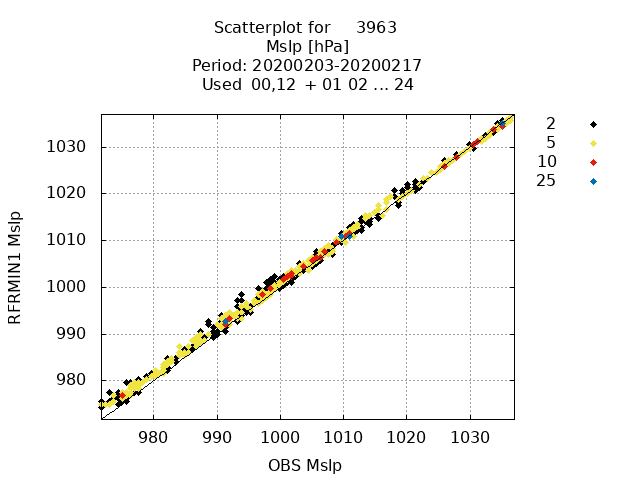 Scatterplot for 3963
Mslp [hPa]
Period: 20200203-20200217
Used 00,12 + 01 02 ... 24
2
5
10
25
1030
1020
1010
1000
990
980
RFRMIN1 Mslp
980 990 1000 1010 1020 1030
OBS Mslp